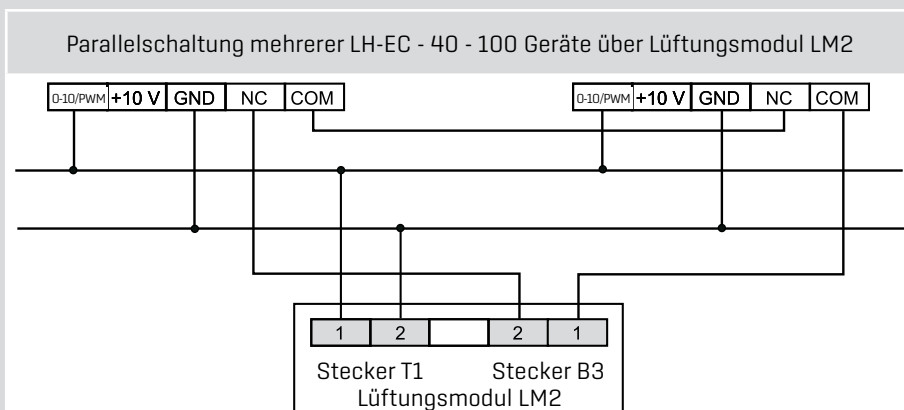 Parallelschaltung mehrerer LH-EC - 40 - 100 Geräte über Lüftungsmodul LM2
0-10/PWM +10 V GND NC COM
0-10/PWM +10 V GND NC COM
1 2 2 1
Stecker T1 Stecker B3
Lüftungsmodul LM2